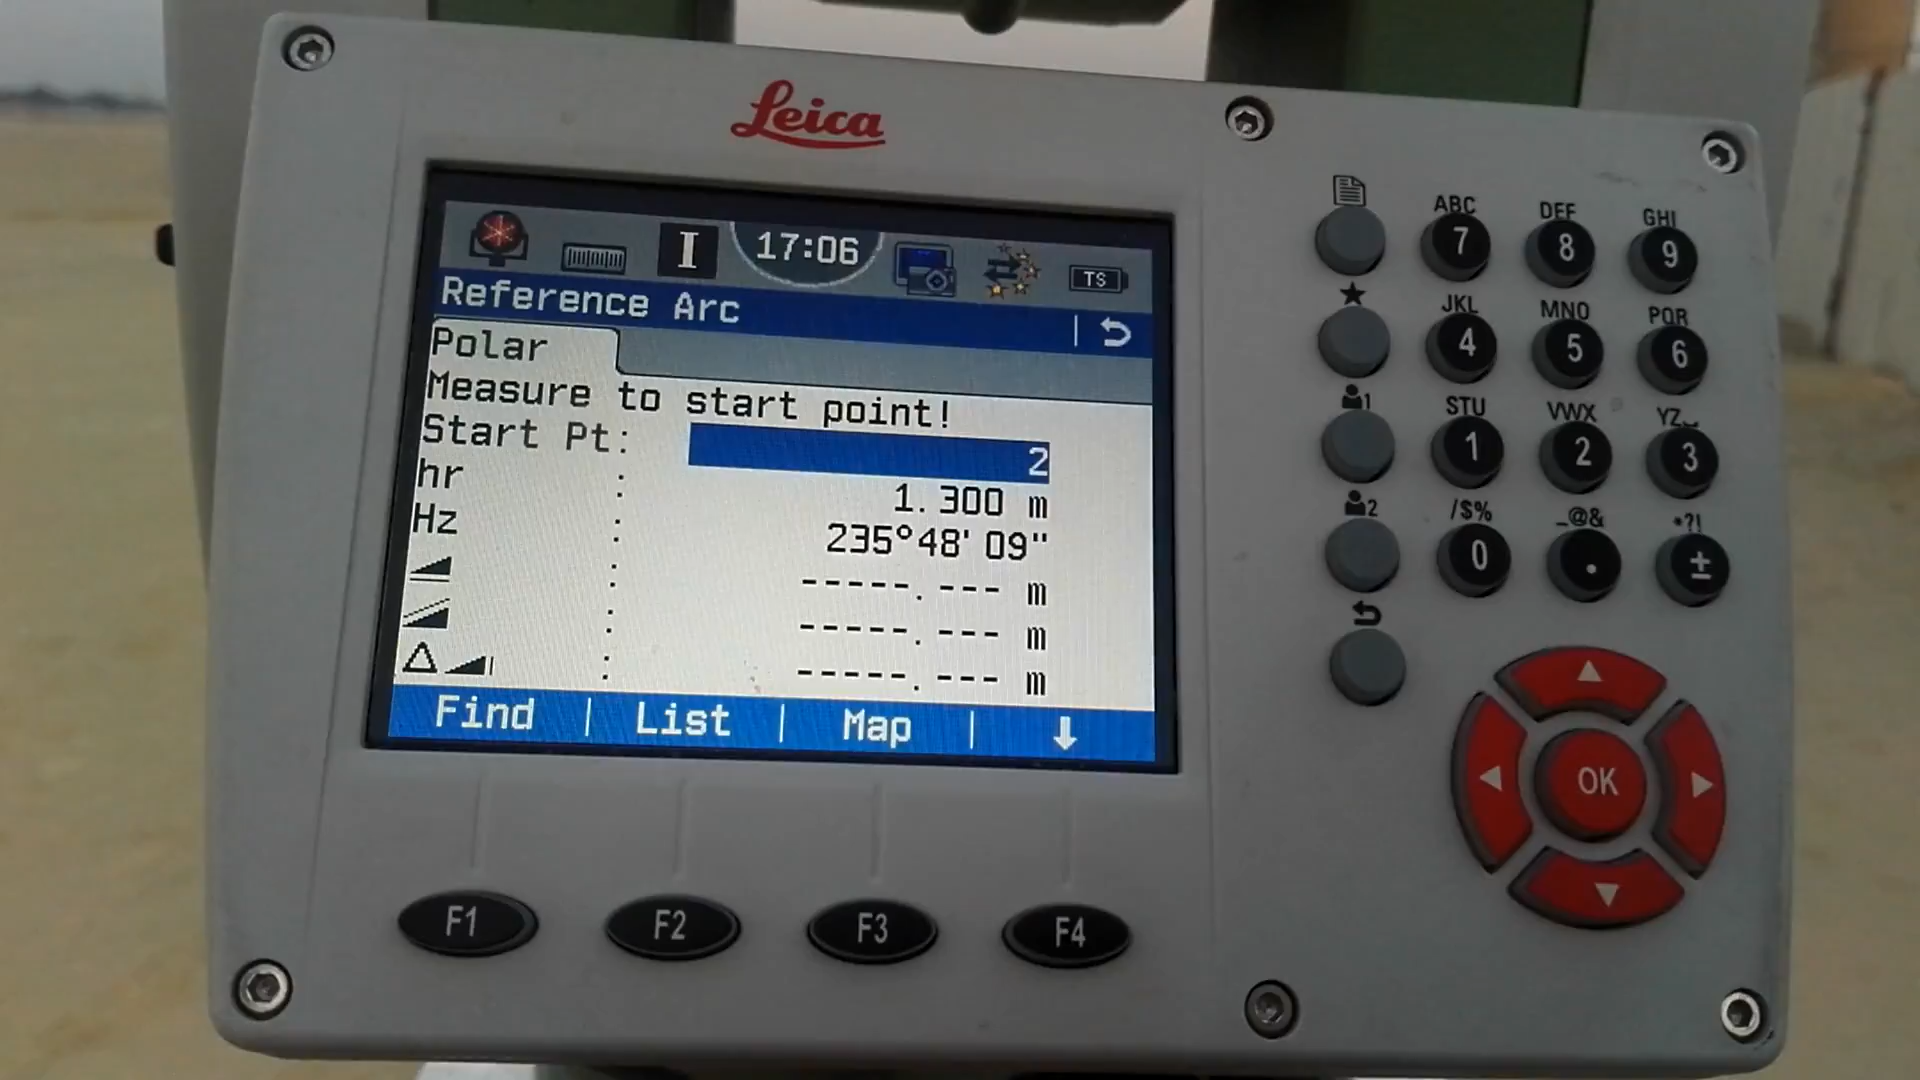 Leica
I 17:06 TS
Reference Arc
Polar
Measure to start point!
Start Pt: 2
hr : 1.300 m
Hz : 235°48'09"
: -----.--- m
: -----.--- m
: -----.--- m
Find | List | Map | ↓
F1 F2 F3 F4
ABC DEF GHI
7 8 9
JKL MNO PQR
4 5 6
1 STU VWX YZ
1 2 3
2 /$% _@& *?!
0 . ±
OK